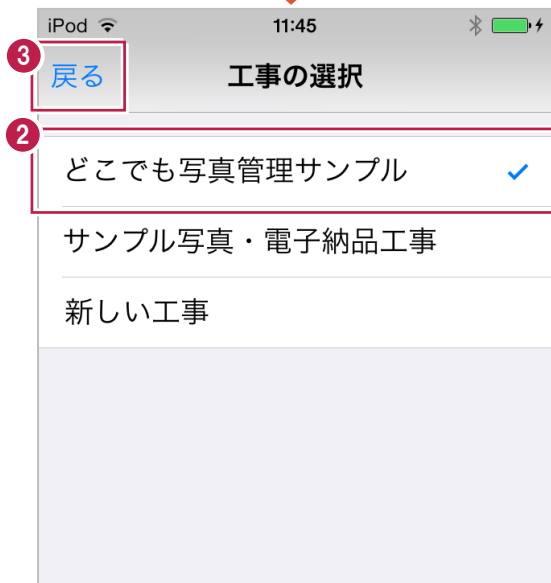 iPod 11:45
3
戻る 工事の選択
2
どこでも写真管理サンプル
サンプル写真・電子納品工事
新しい工事